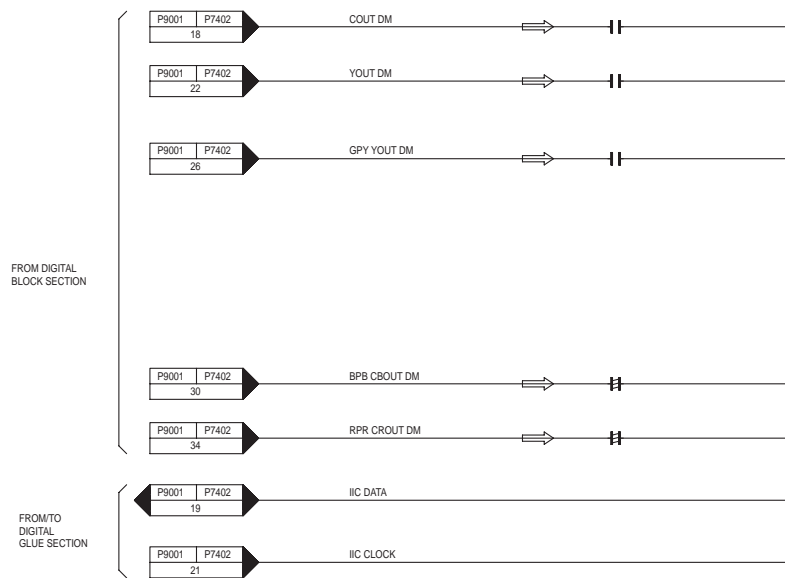 P9001 P7402 COUT DM
18
P9001 P7402 YOUT DM
22
P9001 P7402 GPY YOUT DM
26
FROM DIGITAL
BLOCK SECTION
P9001 P7402 BPB CBOUT DM
30
P9001 P7402 RPR CROUT DM
34
P9001 P7402 IIC DATA
19
FROM/TO
DIGITAL
GLUE SECTION
P9001 P7402 IIC CLOCK
21